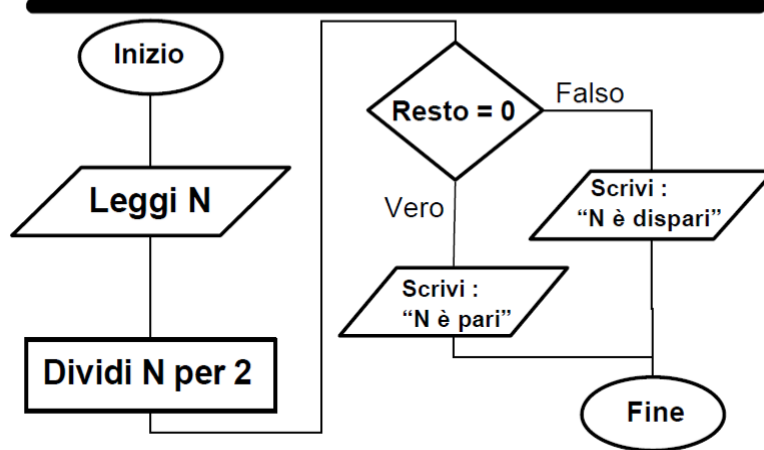 Inizio
Leggi N
Dividi N per 2
Resto = 0
Falso
Vero
Scrivi :
“N è dispari”
Scrivi :
“N è pari”
Fine